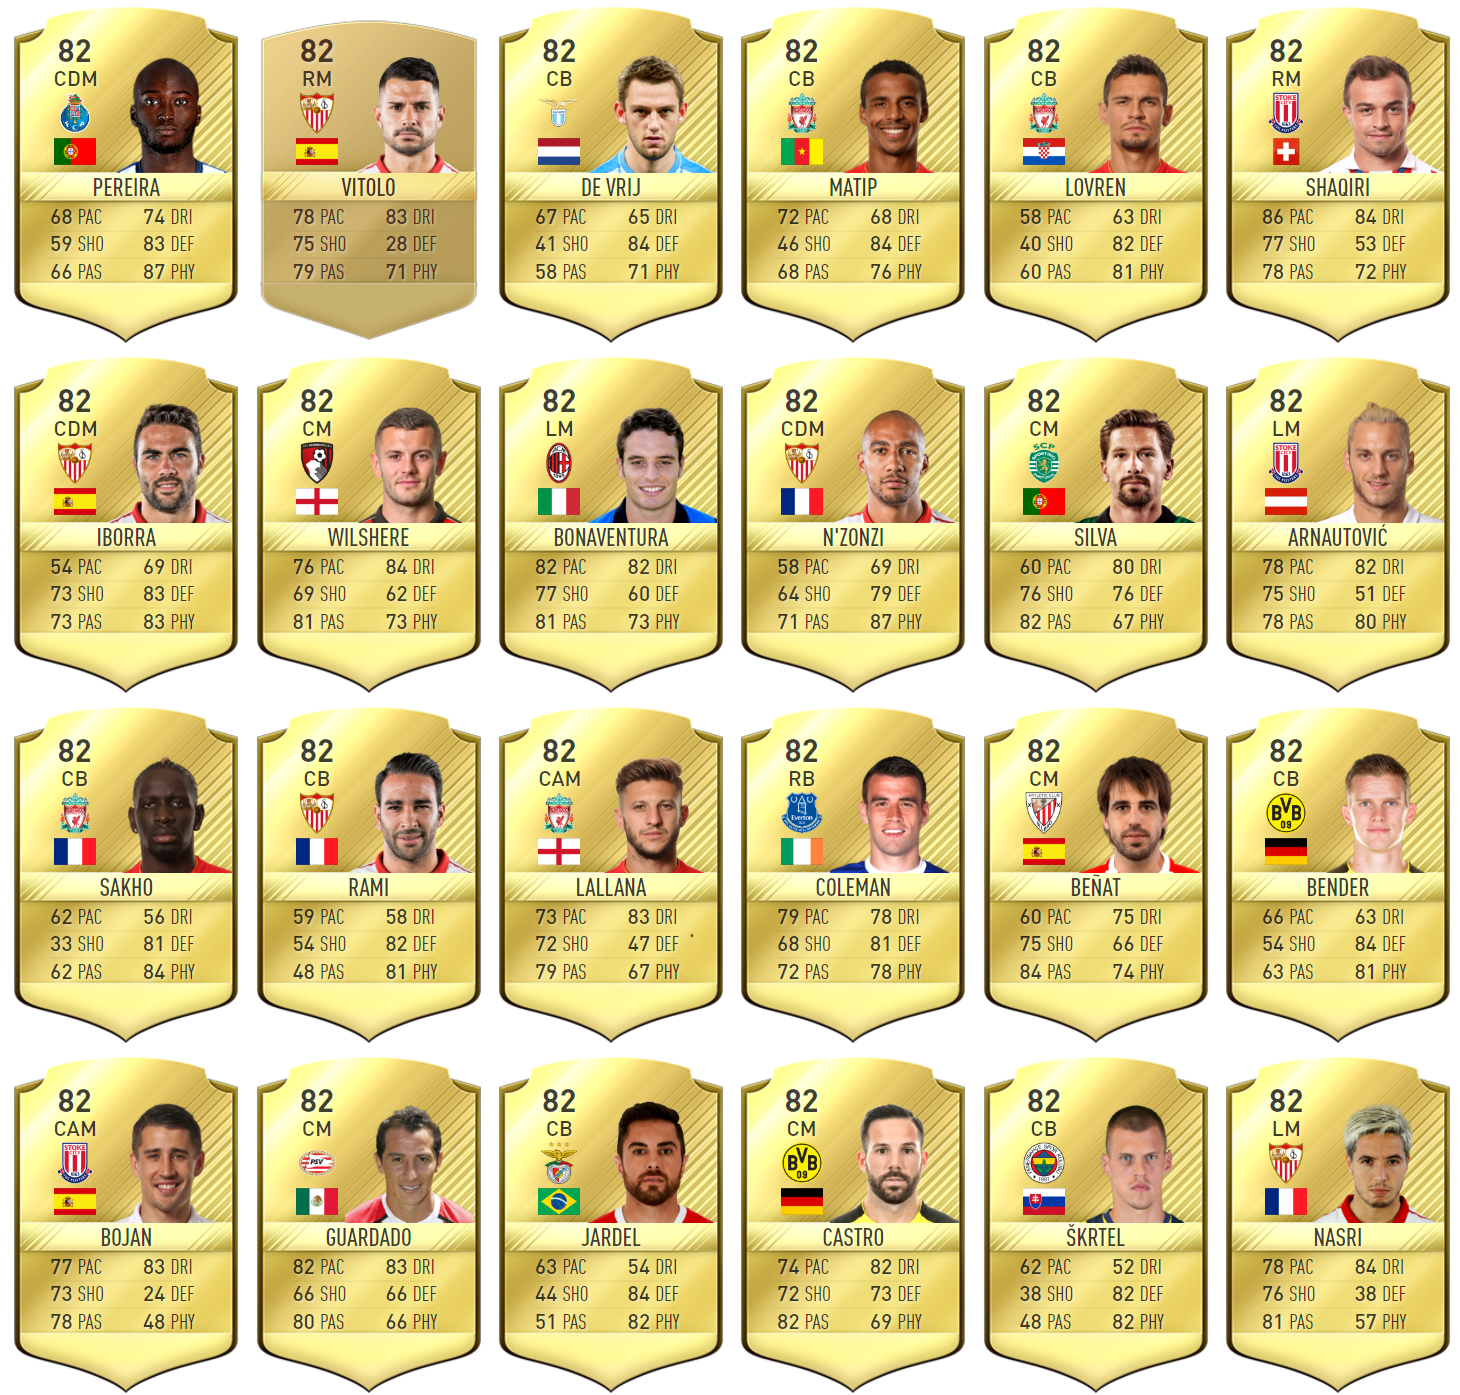 82
CDM
PEREIRA
68 PAC 74 DRI
59 SHO 83 DEF
66 PAS 87 PHY
82
RM
VITOLO
78 PAC 83 DRI
75 SHO 28 DEF
79 PAS 71 PHY
82
CB
DE VRIJ
67 PAC 65 DRI
41 SHO 84 DEF
58 PAS 71 PHY
82
CB
MATIP
72 PAC 68 DRI
46 SHO 84 DEF
68 PAS 76 PHY
82
CB
LOVREN
58 PAC 63 DRI
40 SHO 82 DEF
60 PAS 81 PHY
82
RM
STOKE
CITY
SHAQIRI
86 PAC 84 DRI
77 SHO 53 DEF
78 PAS 72 PHY
82
CDM
IBORRA
54 PAC 69 DRI
73 SHO 83 DEF
73 PAS 83 PHY
82
CM
WILSHERE
76 PAC 84 DRI
69 SHO 62 DEF
81 PAS 73 PHY
82
LM
BONAVENTURA
82 PAC 82 DRI
77 SHO 60 DEF
81 PAS 73 PHY
82
CDM
N'ZONZI
58 PAC 69 DRI
64 SHO 79 DEF
71 PAS 87 PHY
82
CM
SCP
SILVA
60 PAC 80 DRI
76 SHO 76 DEF
82 PAS 67 PHY
82
LM
STOKE
CITY
ARNAUTOVIĆ
78 PAC 82 DRI
75 SHO 51 DEF
78 PAS 80 PHY
82
CB
SAKHO
62 PAC 56 DRI
33 SHO 81 DEF
62 PAS 84 PHY
82
CB
RAMI
59 PAC 58 DRI
54 SHO 82 DEF
48 PAS 81 PHY
82
CAM
LALLANA
73 PAC 83 DRI
72 SHO 47 DEF
79 PAS 67 PHY
82
RB
Everton
COLEMAN
79 PAC 78 DRI
68 SHO 81 DEF
72 PAS 78 PHY
82
CM
ATHLETIC CLUB
BEÑAT
60 PAC 75 DRI
75 SHO 66 DEF
84 PAS 74 PHY
82
CB
BVB
09
BENDER
66 PAC 63 DRI
54 SHO 84 DEF
63 PAS 81 PHY
82
CAM
STOKE
CITY
BOJAN
77 PAC 83 DRI
73 SHO 24 DEF
78 PAS 48 PHY
82
CM
PSV
GUARDADO
82 PAC 83 DRI
66 SHO 66 DEF
80 PAS 66 PHY
82
CB
JARDEL
63 PAC 54 DRI
44 SHO 84 DEF
51 PAS 82 PHY
82
CM
BVB
09
CASTRO
74 PAC 82 DRI
72 SHO 73 DEF
82 PAS 69 PHY
82
CB
ŠKRTEL
62 PAC 52 DRI
38 SHO 82 DEF
48 PAS 82 PHY
82
LM
NASRI
78 PAC 84 DRI
76 SHO 38 DEF
81 PAS 57 PHY